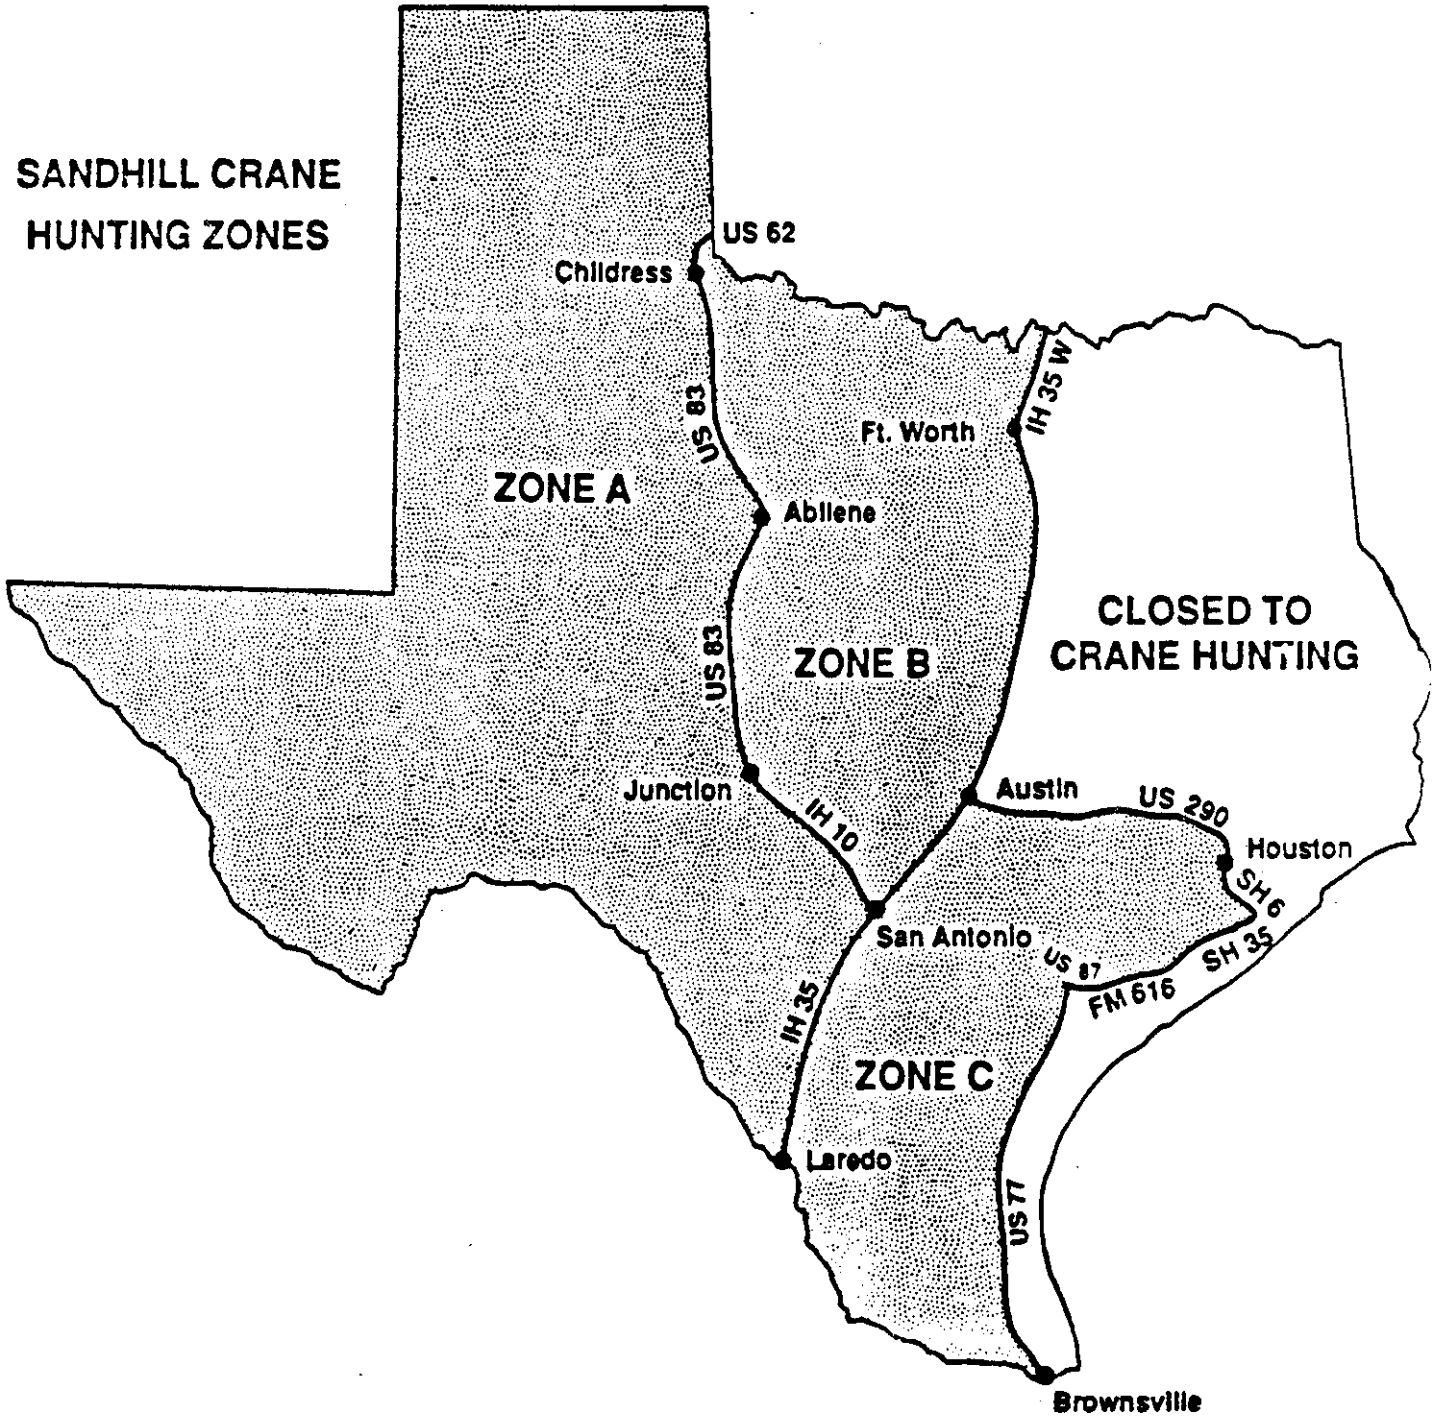 SANDHILL CRANE
HUNTING ZONES
US 62
Childress
US 83
IH 35 W
Ft. Worth
ZONE A
Abilene
CLOSED TO
CRANE HUNTING
US 83
ZONE B
Junction
IH 10
Austin
US 290
Houston
SH 6
San Antonio
US 87
SH 35
FM 616
IH 35
ZONE C
Laredo
US 77
Brownsville